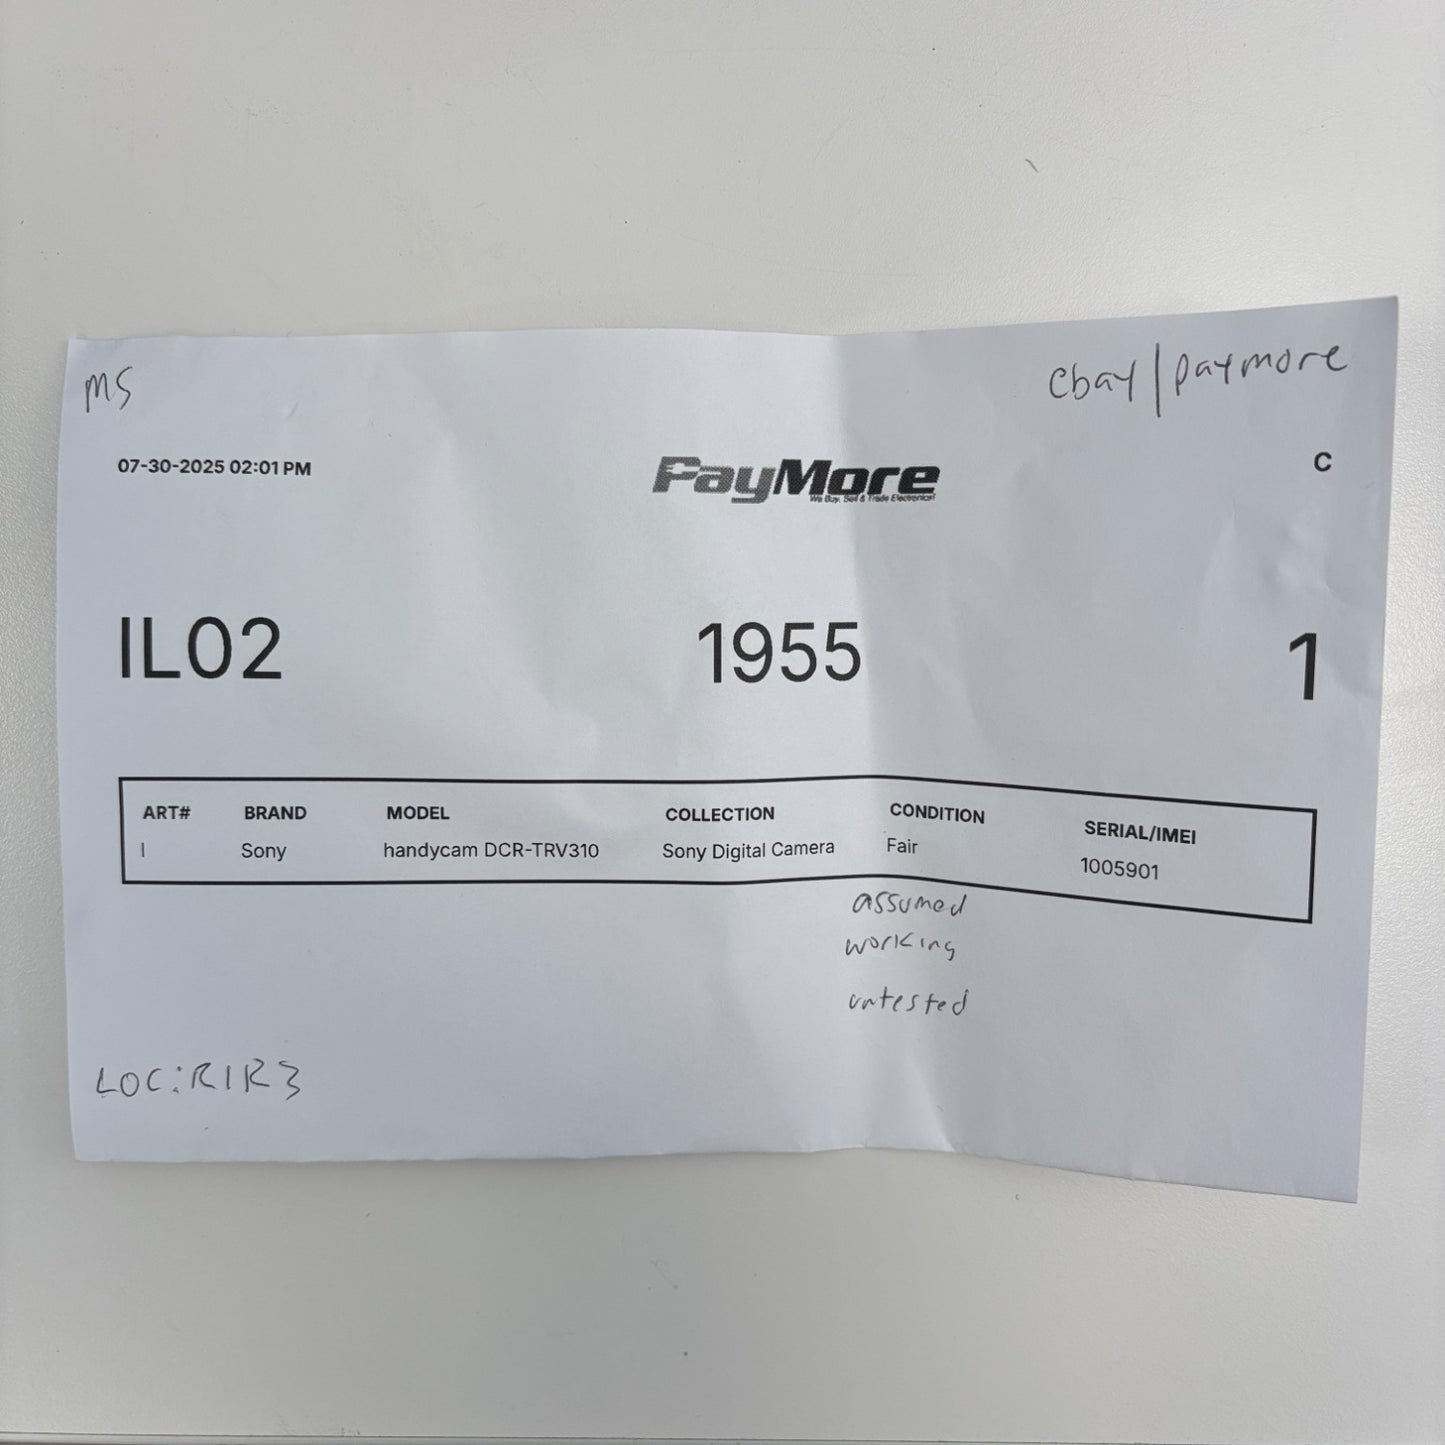 MS
ebay | paymore
07-30-2025 02:01 PM
PayMore
We Buy, Sell & Trade Electronics!
C
IL02
1955
1
ART# BRAND MODEL COLLECTION CONDITION SERIAL/IMEI
I Sony handycam DCR-TRV310 Sony Digital Camera Fair 1005901
assumed
working
untested
LOC:R1R3